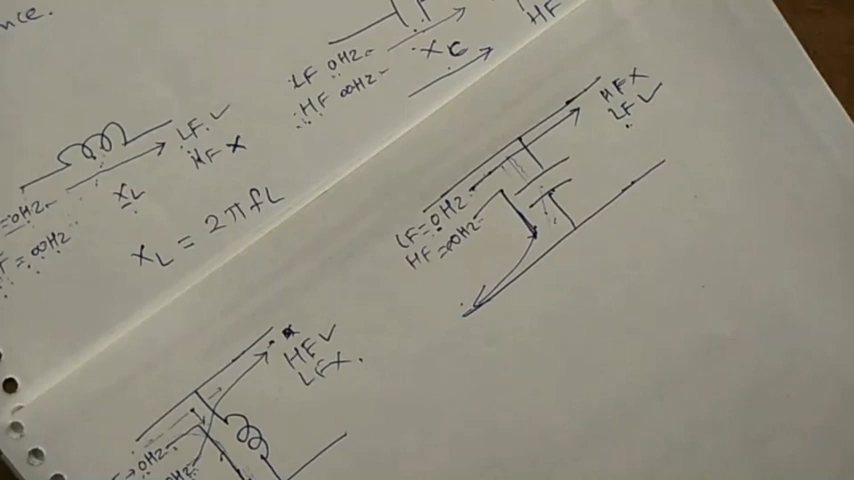 nce.
LF 0HZ
HF ∞HZ
XC
HF
LF. ✓
HF X
=0HZ
XL
F = ∞HZ
XL = 2πfL
HF X
LF ✓
LF=0HZ
HF=∞HZ
HF ✓
LF X.
0HZ
∞HZ